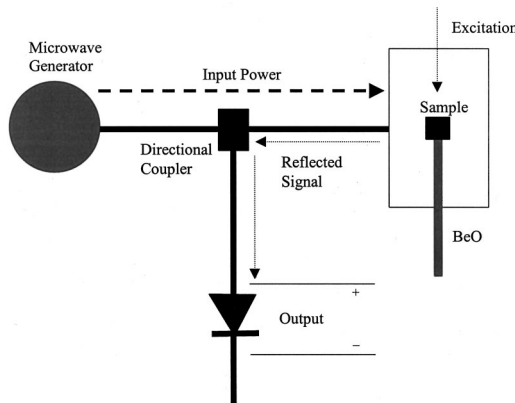 Microwave
Generator
Input Power
Excitation
Sample
Directional
Coupler
Reflected
Signal
BeO
+
Output
−